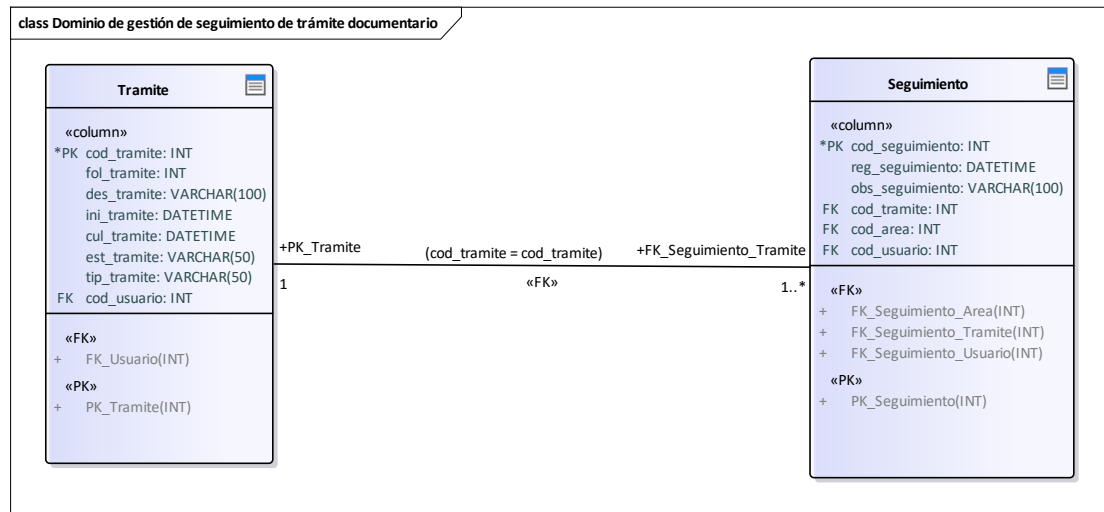 class Dominio de gestión de seguimiento de trámite documentario
Tramite
«column»
*PK cod_tramite: INT
fol_tramite: INT
des_tramite: VARCHAR(100)
ini_tramite: DATETIME
cul_tramite: DATETIME
est_tramite: VARCHAR(50)
tip_tramite: VARCHAR(50)
FK cod_usuario: INT
«FK»
+ FK_Usuario(INT)
«PK»
+ PK_Tramite(INT)
+PK_Tramite
(cod_tramite = cod_tramite)
+FK_Seguimiento_Tramite
1
«FK»
1..*
Seguimiento
«column»
*PK cod_seguimiento: INT
reg_seguimiento: DATETIME
obs_seguimiento: VARCHAR(100)
FK cod_tramite: INT
FK cod_area: INT
FK cod_usuario: INT
«FK»
+ FK_Seguimiento_Area(INT)
+ FK_Seguimiento_Tramite(INT)
+ FK_Seguimiento_Usuario(INT)
«PK»
+ PK_Seguimiento(INT)